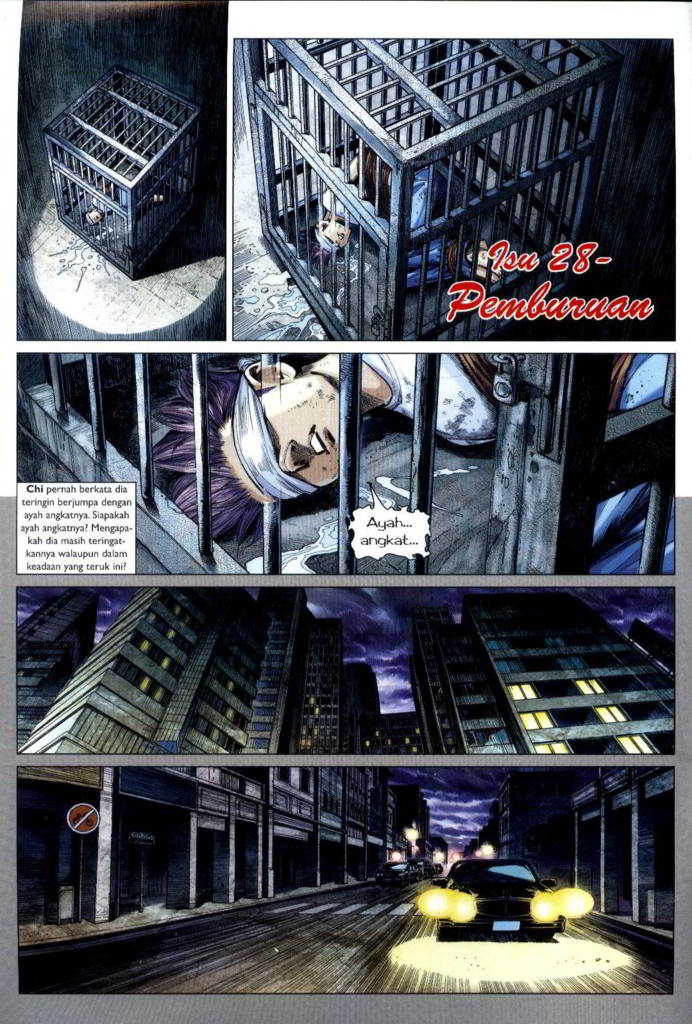 Isu 28-
Pemburuan
Chi pernah berkata dia
teringin berjumpa dengan
ayah angkatnya. Siapakah
ayah angkatnya? Mengapa-
kah dia masih teringat-
kannya walaupun dalam
keadaan yang teruk ini?
Ayah...
angkat...